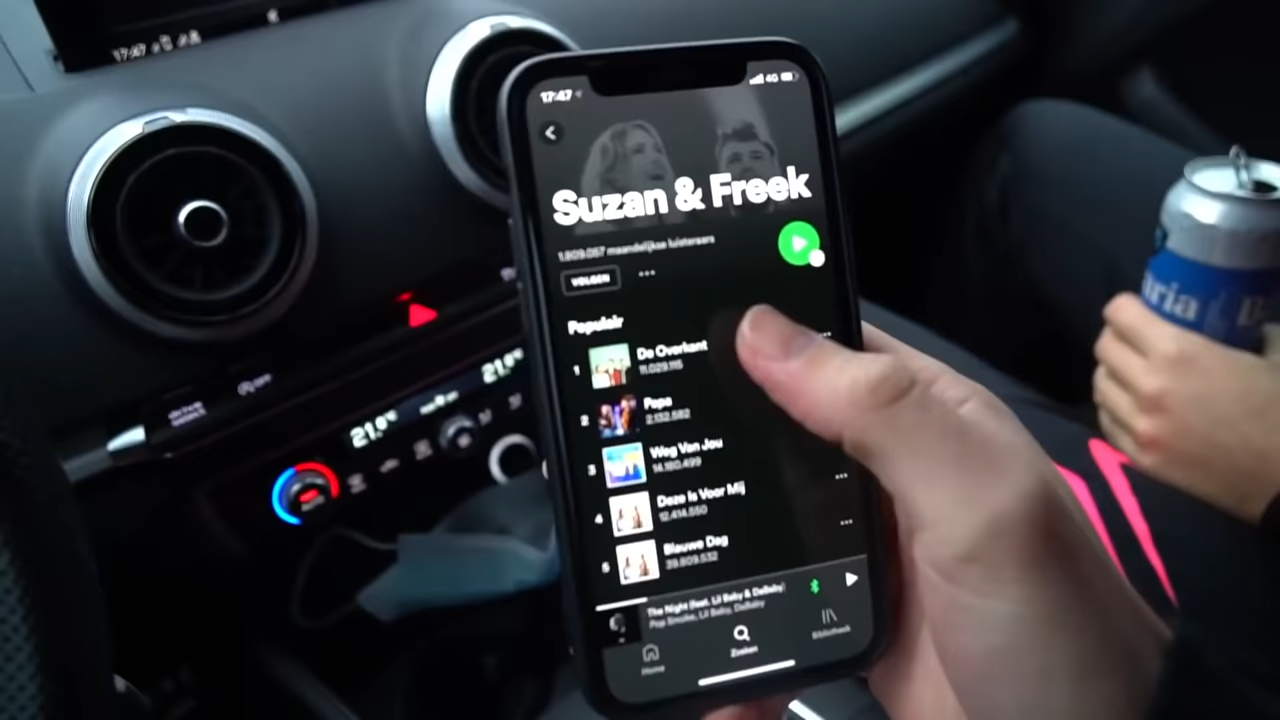 17:47
17:47
4G
Suzan & Freek
1.809.057 maandelijkse luisteraars
VOLGEN
Populair
1
De Overkant
11.029.115
2
Papa
2.132.582
3
Weg Van Jou
14.180.499
4
Deze Is Voor Mij
12.414.550
5
Blauwe Dag
39.809.532
The Night (feat. Lil Baby & DaBaby)
Pop Smoke, Lil Baby, DaBaby
Home
Zoeken
Bibliotheek
21.0°
21.0°
AUTO